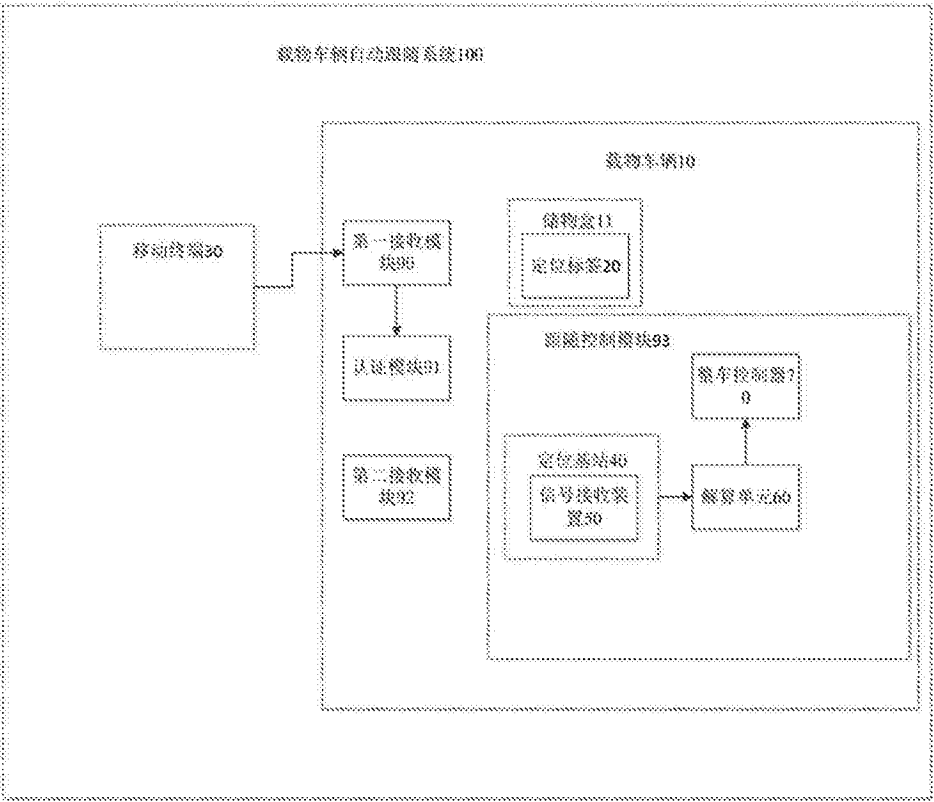 载物车辆自动跟随系统100
载物车辆10
储物盒11
移动终端30
第一接收模
块90
定位标签20
跟随控制模块93
认证模块91
整车控制器7
0
定位基站40
第二接收模
块92
信号接收装
置50
解算单元60